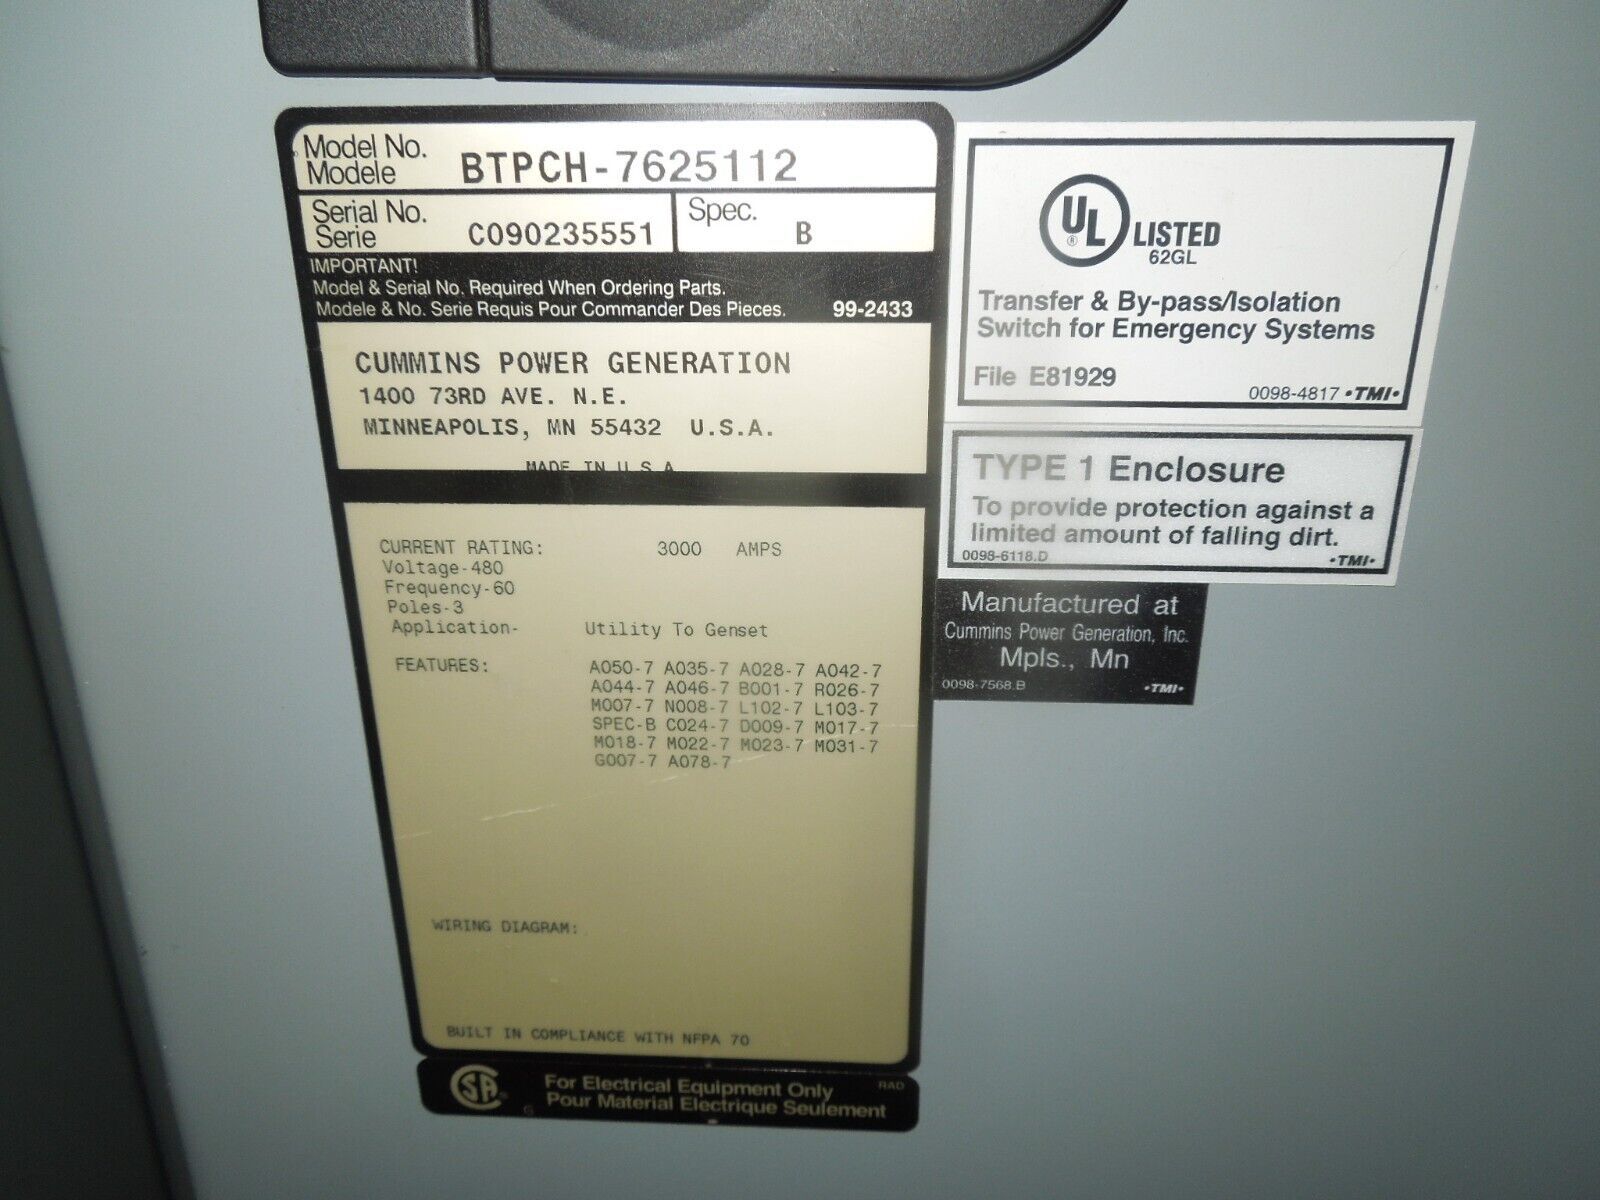 Model No.
Modele
BTPCH-7625112
Serial No.
Serie
C090235551
Spec.
B
IMPORTANT!
Model & Serial No. Required When Ordering Parts.
Modele & No. Serie Requis Pour Commander Des Pieces. 99-2433
CUMMINS POWER GENERATION
1400 73RD AVE. N.E.
MINNEAPOLIS, MN 55432 U.S.A.
MADE IN U.S.A
CURRENT RATING: 3000 AMPS
Voltage-480
Frequency-60
Poles-3
Application- Utility To Genset
FEATURES: A050-7 A035-7 A028-7 A042-7
A044-7 A046-7 B001-7 R026-7
M007-7 N008-7 L102-7 L103-7
SPEC-B C024-7 D009-7 M017-7
M018-7 M022-7 M023-7 M031-7
G007-7 A078-7
WIRING DIAGRAM:
BUILT IN COMPLIANCE WITH NFPA 70
CSA
For Electrical Equipment Only RAD
Pour Material Electrique Seulement
G
UL ® LISTED
62GL
Transfer & By-pass/Isolation
Switch for Emergency Systems
File E81929
0098-4817 •TMI•
TYPE 1 Enclosure
To provide protection against a
limited amount of falling dirt.
0098-6118.D •TMI•
Manufactured at
Cummins Power Generation, Inc.
Mpls., Mn
0098-7568.B •TMI•